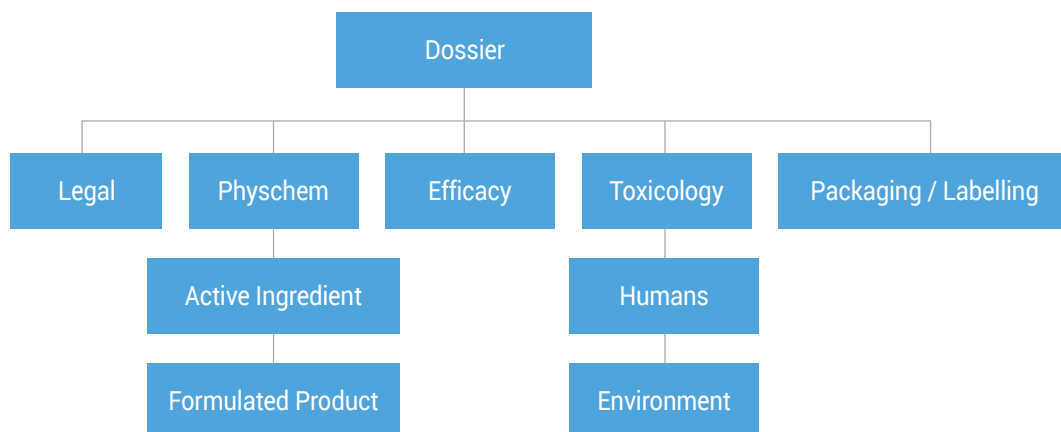 Dossier
Legal
Physchem
Efficacy
Toxicology
Packaging / Labelling
Active Ingredient
Humans
Formulated Product
Environment